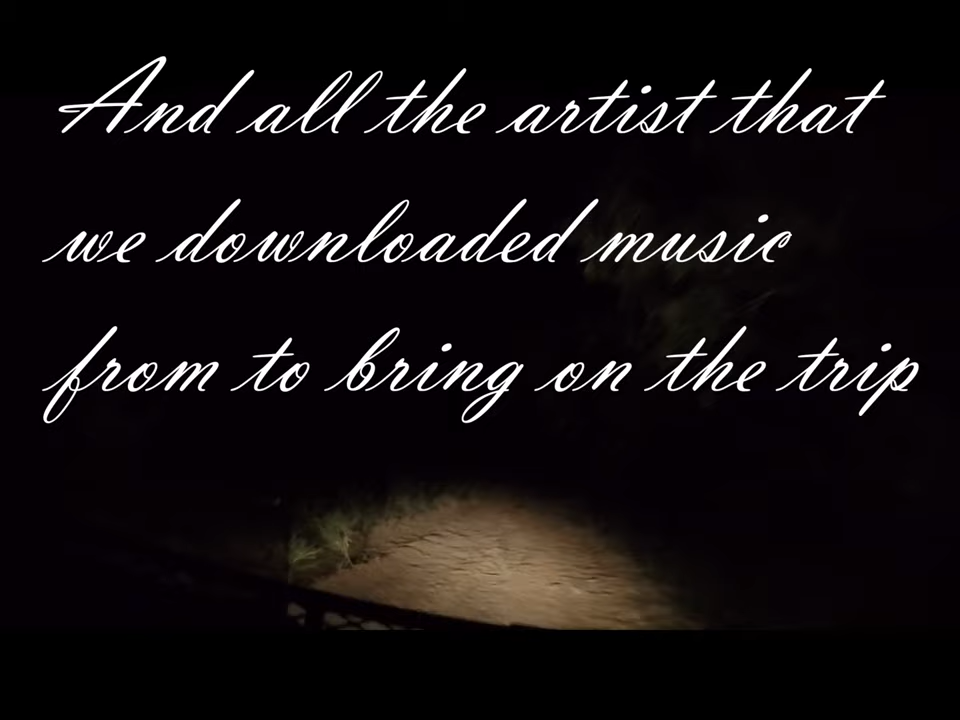 And all the artist that
we downloaded music
from to bring on the trip